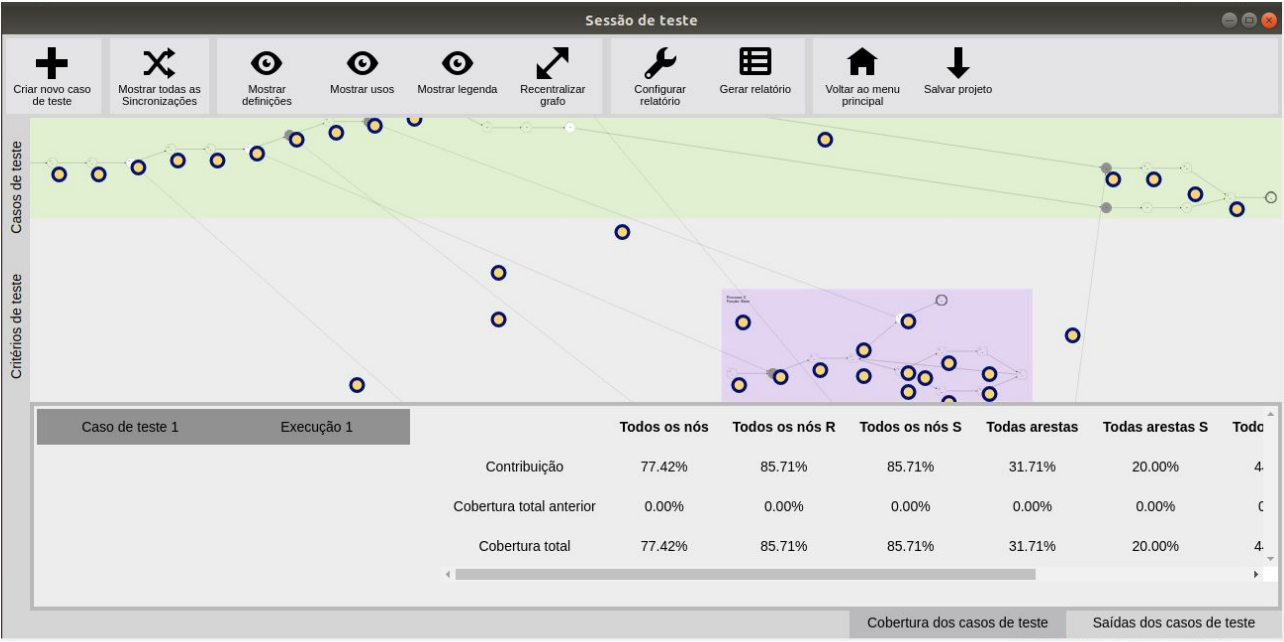 Sessão de teste
Criar novo caso de teste
Mostrar todas as Sincronizações
Mostrar definições
Mostrar usos
Mostrar legenda
Recentralizar grafo
Configurar relatório
Gerar relatório
Voltar ao menu principal
Salvar projeto
Casos de teste
Critérios de teste
Caso de teste 1 Execução 1
Todos os nós Todos os nós R Todos os nós S Todas arestas Todas arestas S Todo
Contribuição 77.42% 85.71% 85.71% 31.71% 20.00% 4
Cobertura total anterior 0.00% 0.00% 0.00% 0.00% 0.00%
Cobertura total 77.42% 85.71% 85.71% 31.71% 20.00% 4
Cobertura dos casos de teste Saídas dos casos de teste